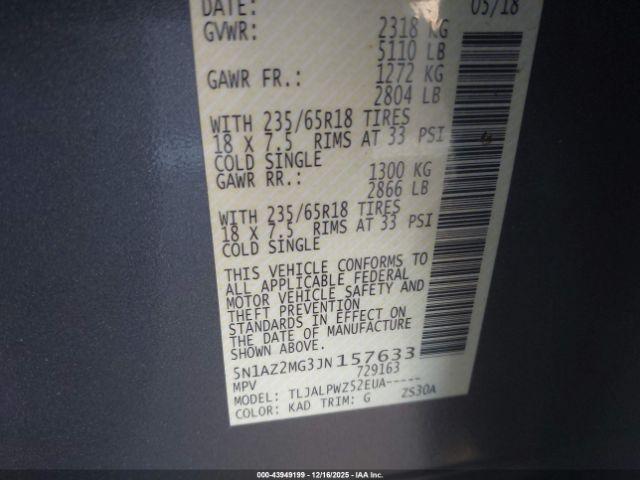 DATE: 05/18
GVWR: 2318 KG
5110 LB
GAWR FR.: 1272 KG
2804 LB
WITH 235/65R18 TIRES
18 X 7.5 RIMS AT 33 PSI
COLD SINGLE
GAWR RR.: 1300 KG
2866 LB
WITH 235/65R18 TIRES
18 X 7.5 RIMS AT 33 PSI
COLD SINGLE
THIS VEHICLE CONFORMS TO
ALL APPLICABLE FEDERAL
MOTOR VEHICLE SAFETY AND
THEFT PREVENTION
STANDARDS IN EFFECT ON
THE DATE OF MANUFACTURE
SHOWN ABOVE.
5N1AZ2MG3JN157633
MPV 729163
MODEL: TLJALPWZ52EUA-----
COLOR: KAD TRIM: G ZS30A
000-43949199 - 12/16/2025 - IAA Inc.